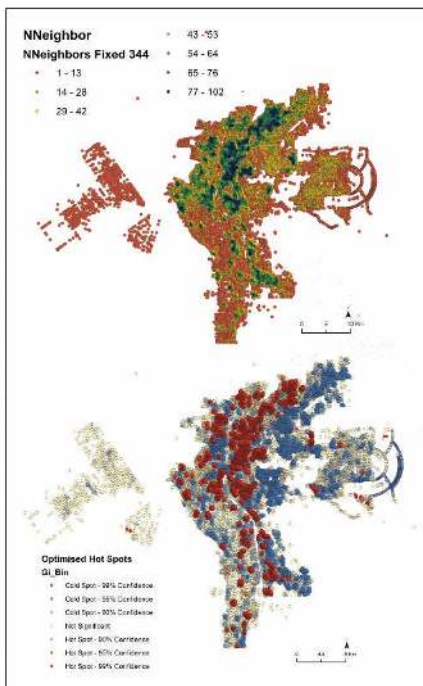 NNeighbor
NNeighbors Fixed 344
1 - 13
14 - 28
29 - 42
43 - 53
54 - 64
65 - 76
77 - 102
Optimised Hot Spots
Gi_Bin
Cold Spot - 99% Confidence
Cold Spot - 95% Confidence
Cold Spot - 90% Confidence
Not Significant
Hot Spot - 90% Confidence
Hot Spot - 95% Confidence
Hot Spot - 99% Confidence